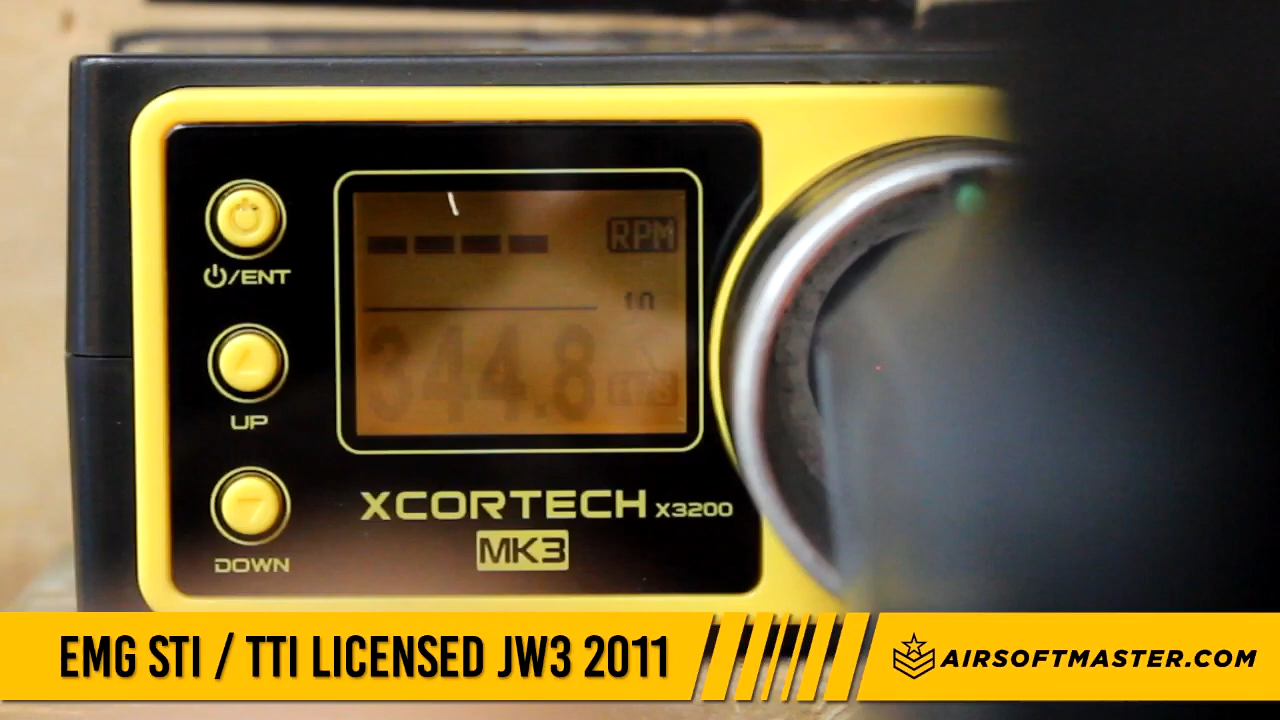 RPM
10
344.8
/ENT
UP
DOWN
XCORTECH X3200
MK3
EMG STI / TTI LICENSED JW3 2011
AIRSOFTMASTER.COM